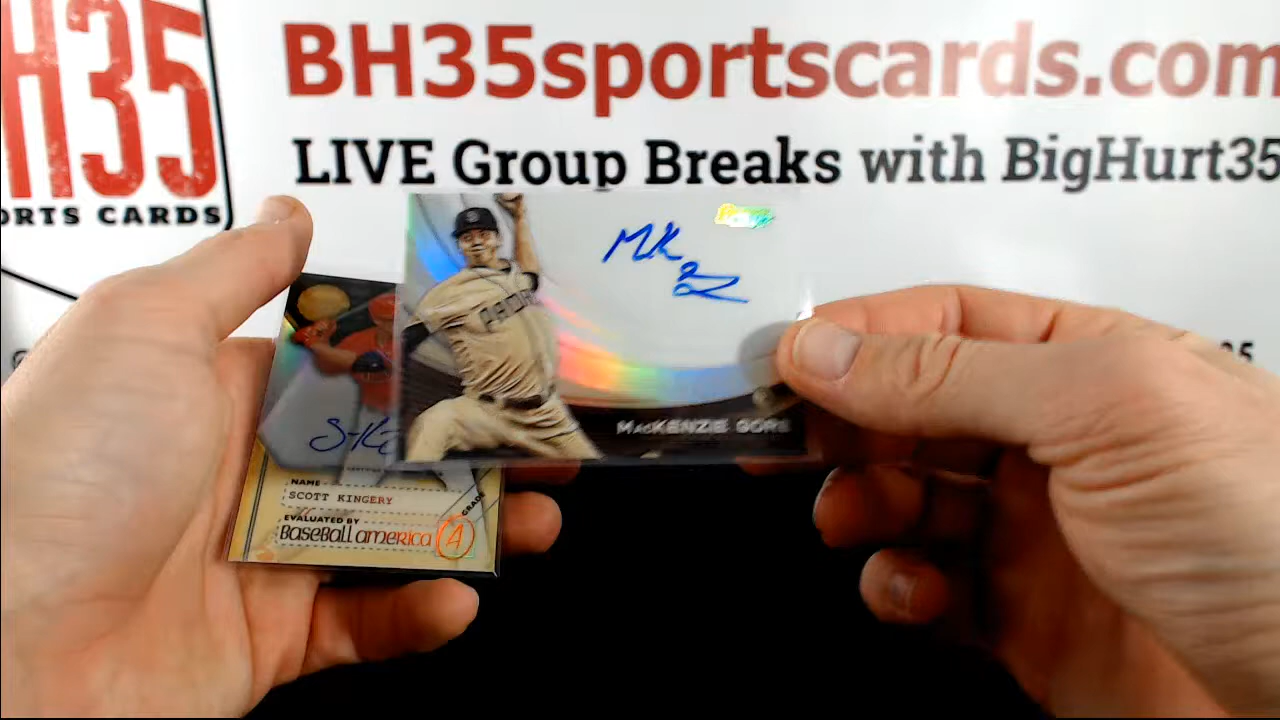 BH35sportscards.com
LIVE Group Breaks with BigHurt35
H35
ORTS CARDS
PADR
MACKENZIE GORE
NAME
SCOTT KINGERY
GRADE
EVALUATED BY
Baseball america
A